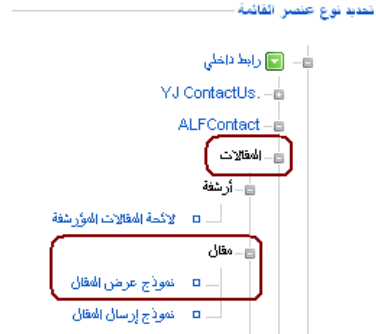 تحديد نوع عنصر القائمة
رابط داخلي
YJ ContactUs.
ALFContact
المقالات
أرشفة
لائحة المقالات المؤرشفة
مقال
نموذج عرض المقال
نموذج إرسال المقال